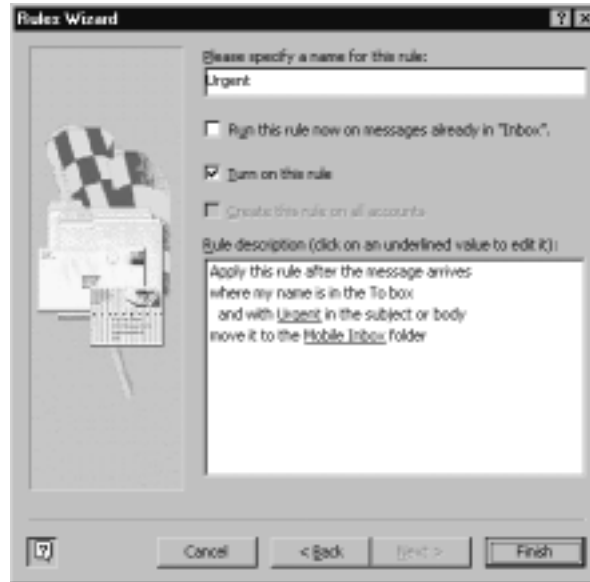 Rules Wizard
Please specify a name for this rule:
Urgent
Run this rule now on messages already in "Inbox".
Turn on this rule
Create this rule on all accounts
Rule description (click on an underlined value to edit it):
Apply this rule after the message arrives
where my name is in the To box
and with Urgent in the subject or body
move it to the Mobile Inbox folder
Cancel
< Back
Next >
Finish